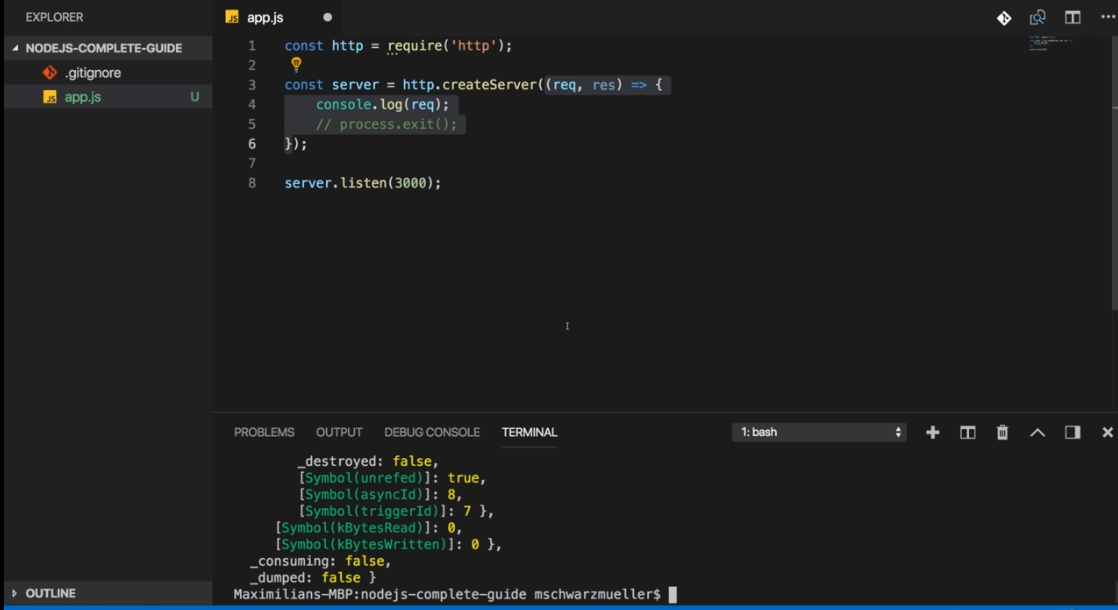 EXPLORER
NODEJS-COMPLETE-GUIDE
.gitignore
JS app.js U
OUTLINE
JS app.js
1 const http = require('http');
2
3 const server = http.createServer((req, res) => {
4 console.log(req);
5 // process.exit();
6 });
7
8 server.listen(3000);
PROBLEMS OUTPUT DEBUG CONSOLE TERMINAL 1: bash
_destroyed: false,
[Symbol(unrefed)]: true,
[Symbol(asyncId)]: 8,
[Symbol(triggerId)]: 7 },
[Symbol(kBytesRead)]: 0,
[Symbol(kBytesWritten)]: 0 },
_consuming: false,
_dumped: false }
Maximilians-MBP:nodejs-complete-guide mschwarzmueller$